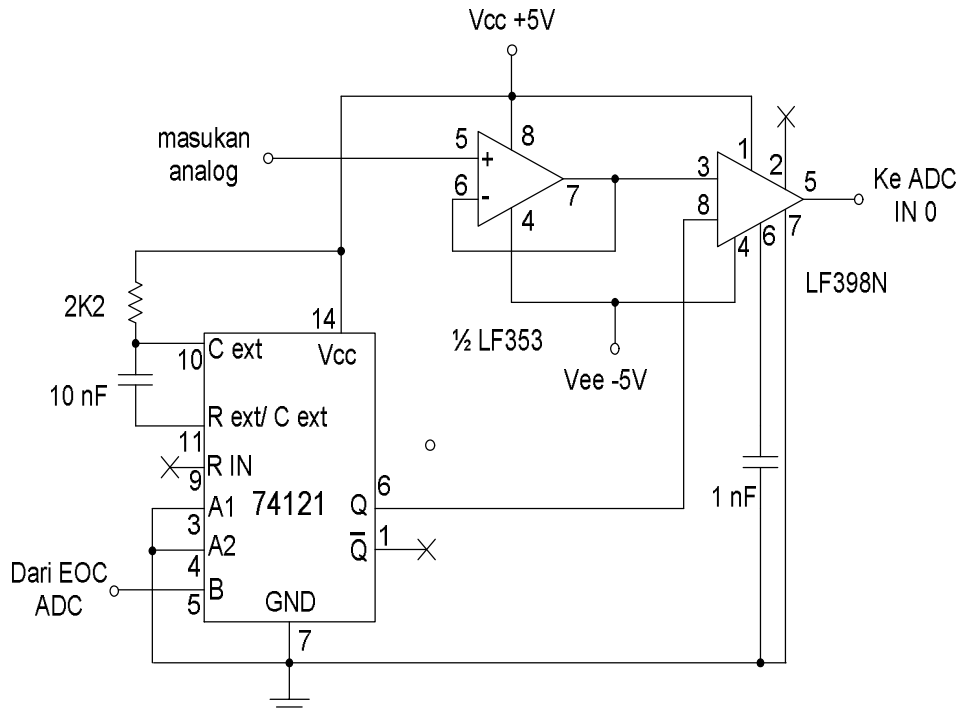 Vcc +5V
masukan
analog
5
+
8
6
-
7
4
3
8
1
2
5
7
6
4
Ke ADC
IN 0
LF398N
½ LF353
Vee -5V
2K2
10 nF
14
Vcc
10
C ext
11
R ext/ C ext
9
R IN
74121
3
A1
4
A2
5
B
Q
6
Q̅
1
GND
7
1 nF
Dari EOC
ADC